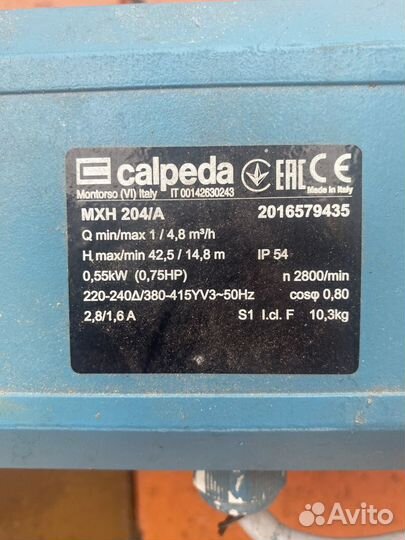 calpeda EAC CE
Montorso (VI) Italy IT 00142630243 Made in Italy
MXH 204/A 2016579435
Q min/max 1 / 4,8 m³/h
H max/min 42,5 / 14,8 m IP 54
0,55kW (0,75HP) n 2800/min
220-240Δ/380-415YV3~50Hz cosφ 0,80
2,8/1,6 A S1 I.cl. F 10,3kg
Avito